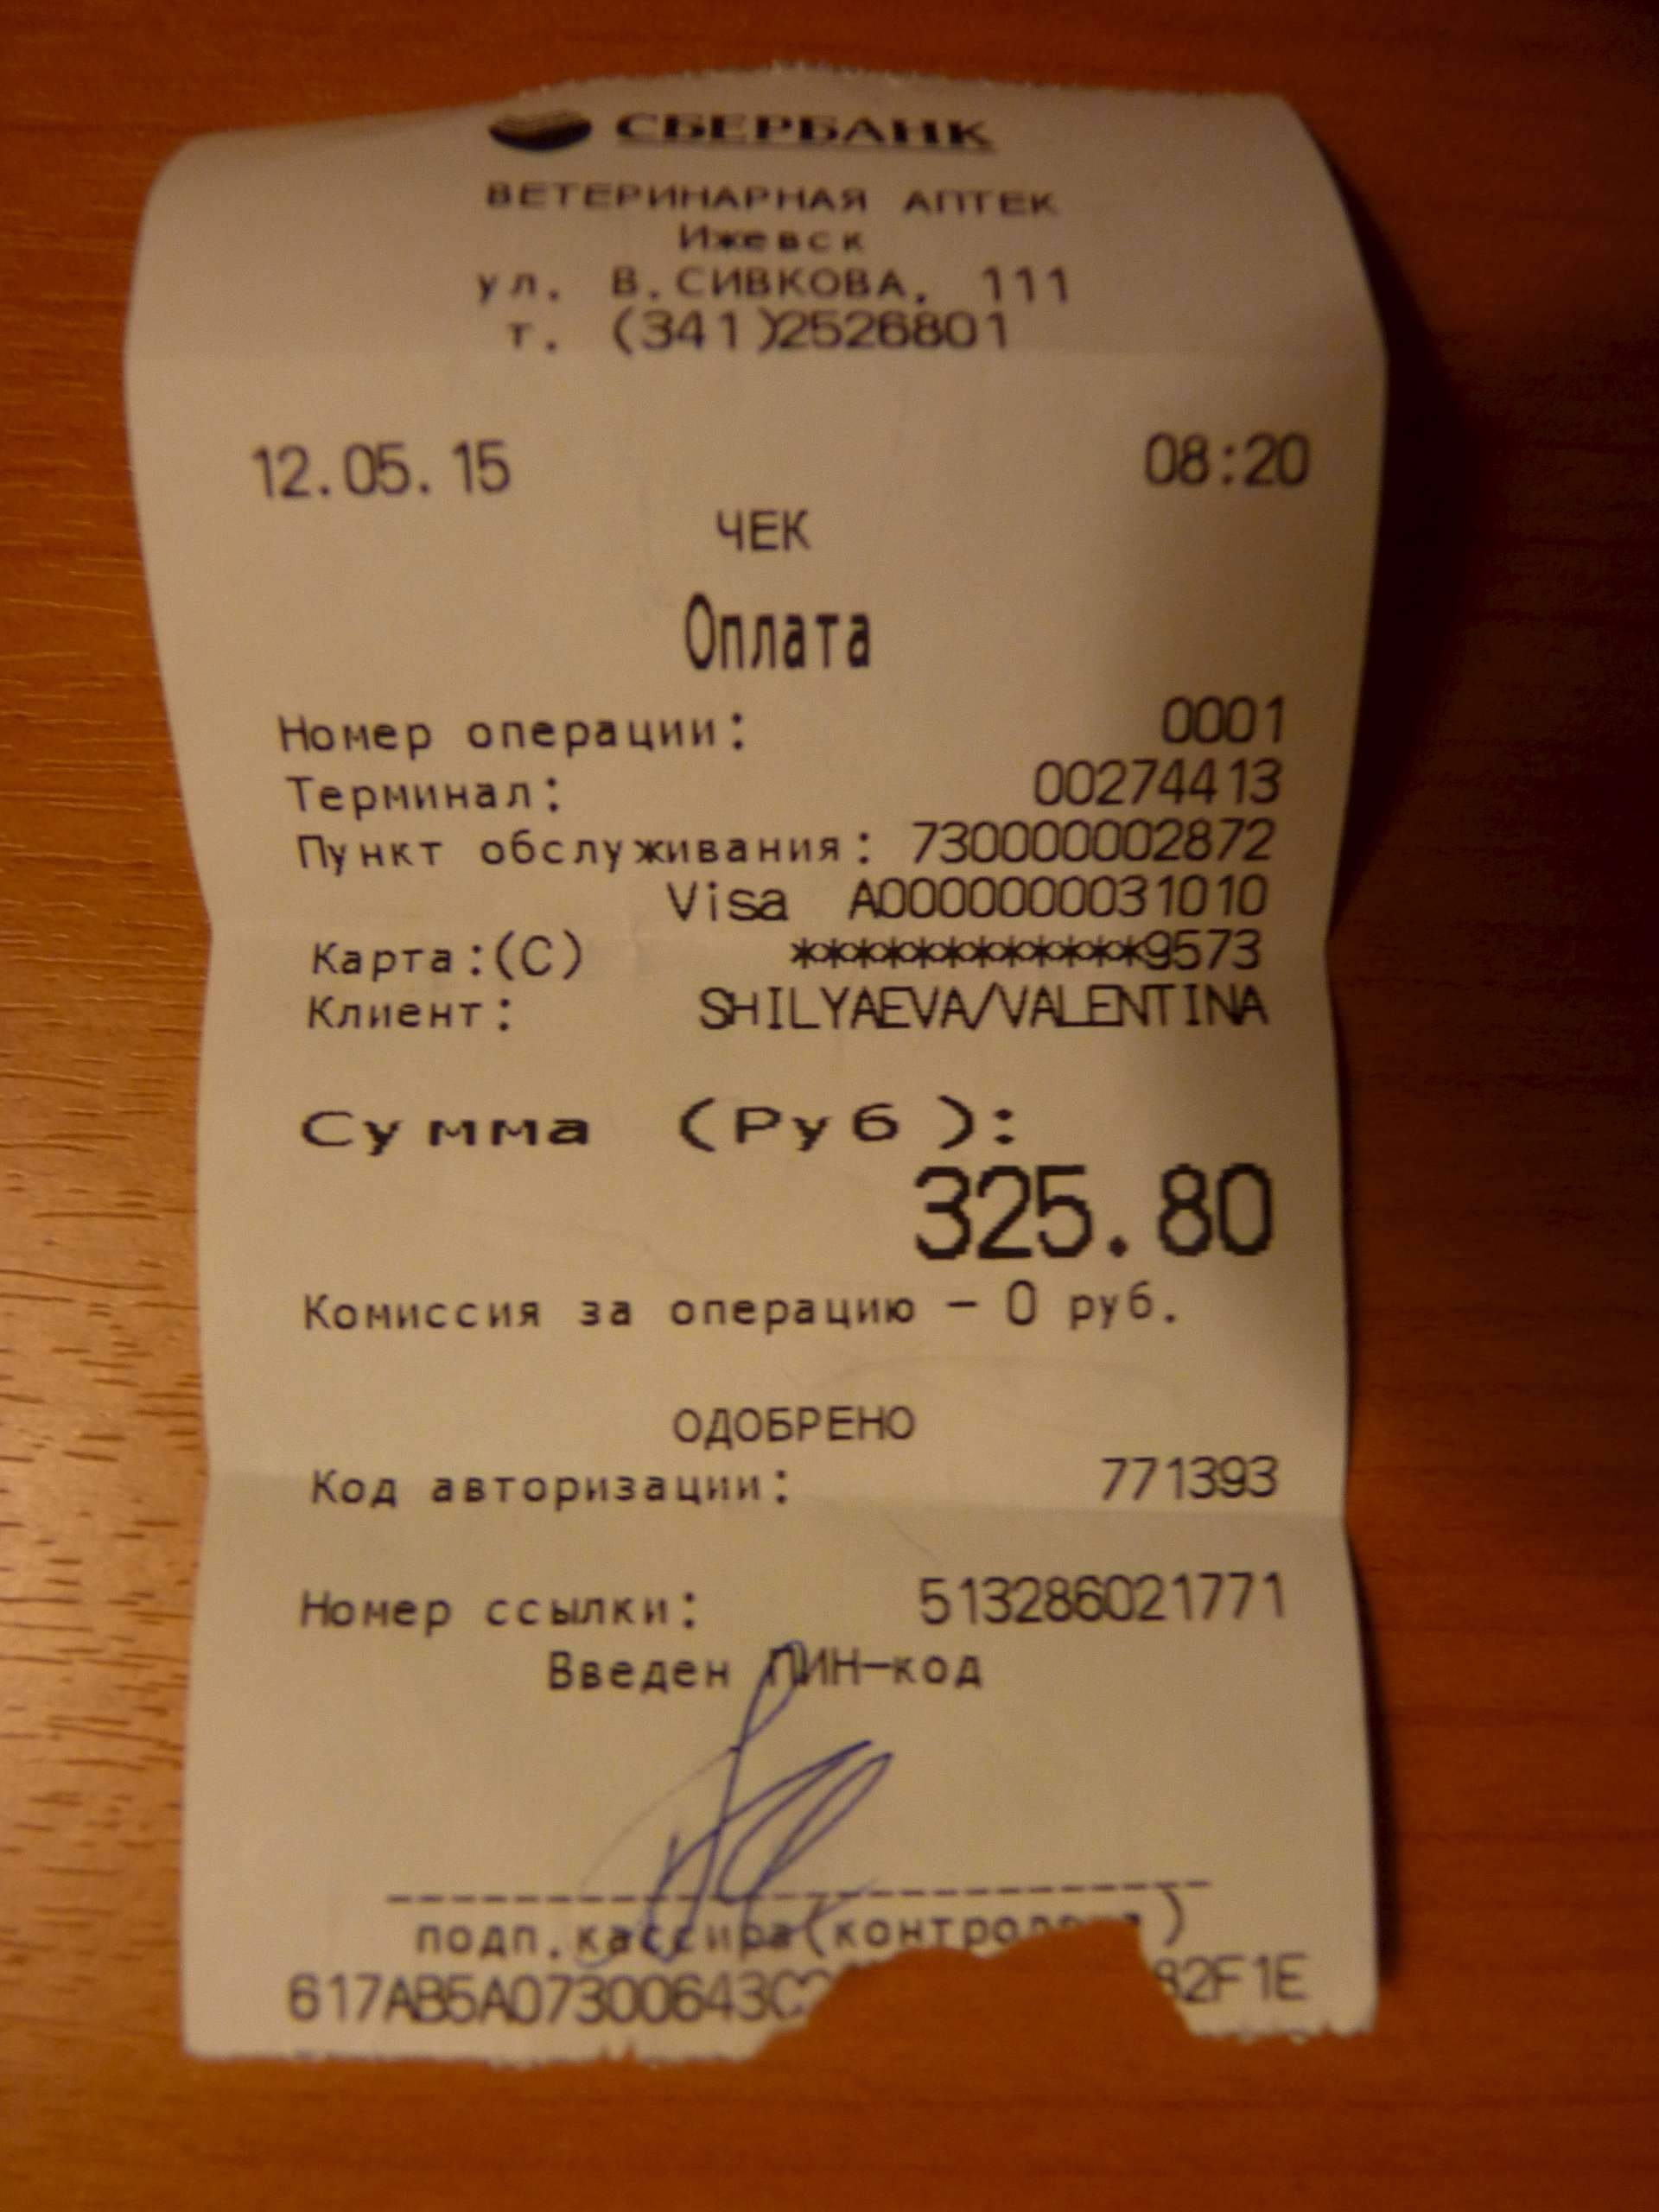 СБЕРБАНК
ВЕТЕРИНАРНАЯ АПТЕК
Ижевск
ул. В.СИВКОВА, 111
т. (341)2526801
12.05.15 08:20
ЧЕК
Оплата
Номер операции: 0001
Терминал: 00274413
Пункт обслуживания: 730000002872
Visa A0000000031010
Карта:(C) ************9573
Клиент: SHILYAEVA/VALENTINA
Сумма (Руб):
325.80
Комиссия за операцию – 0 руб.
ОДОБРЕНО
Код авторизации: 771393
Номер ссылки: 513286021771
Введен ПИН–код
подп.кассира(контролера)